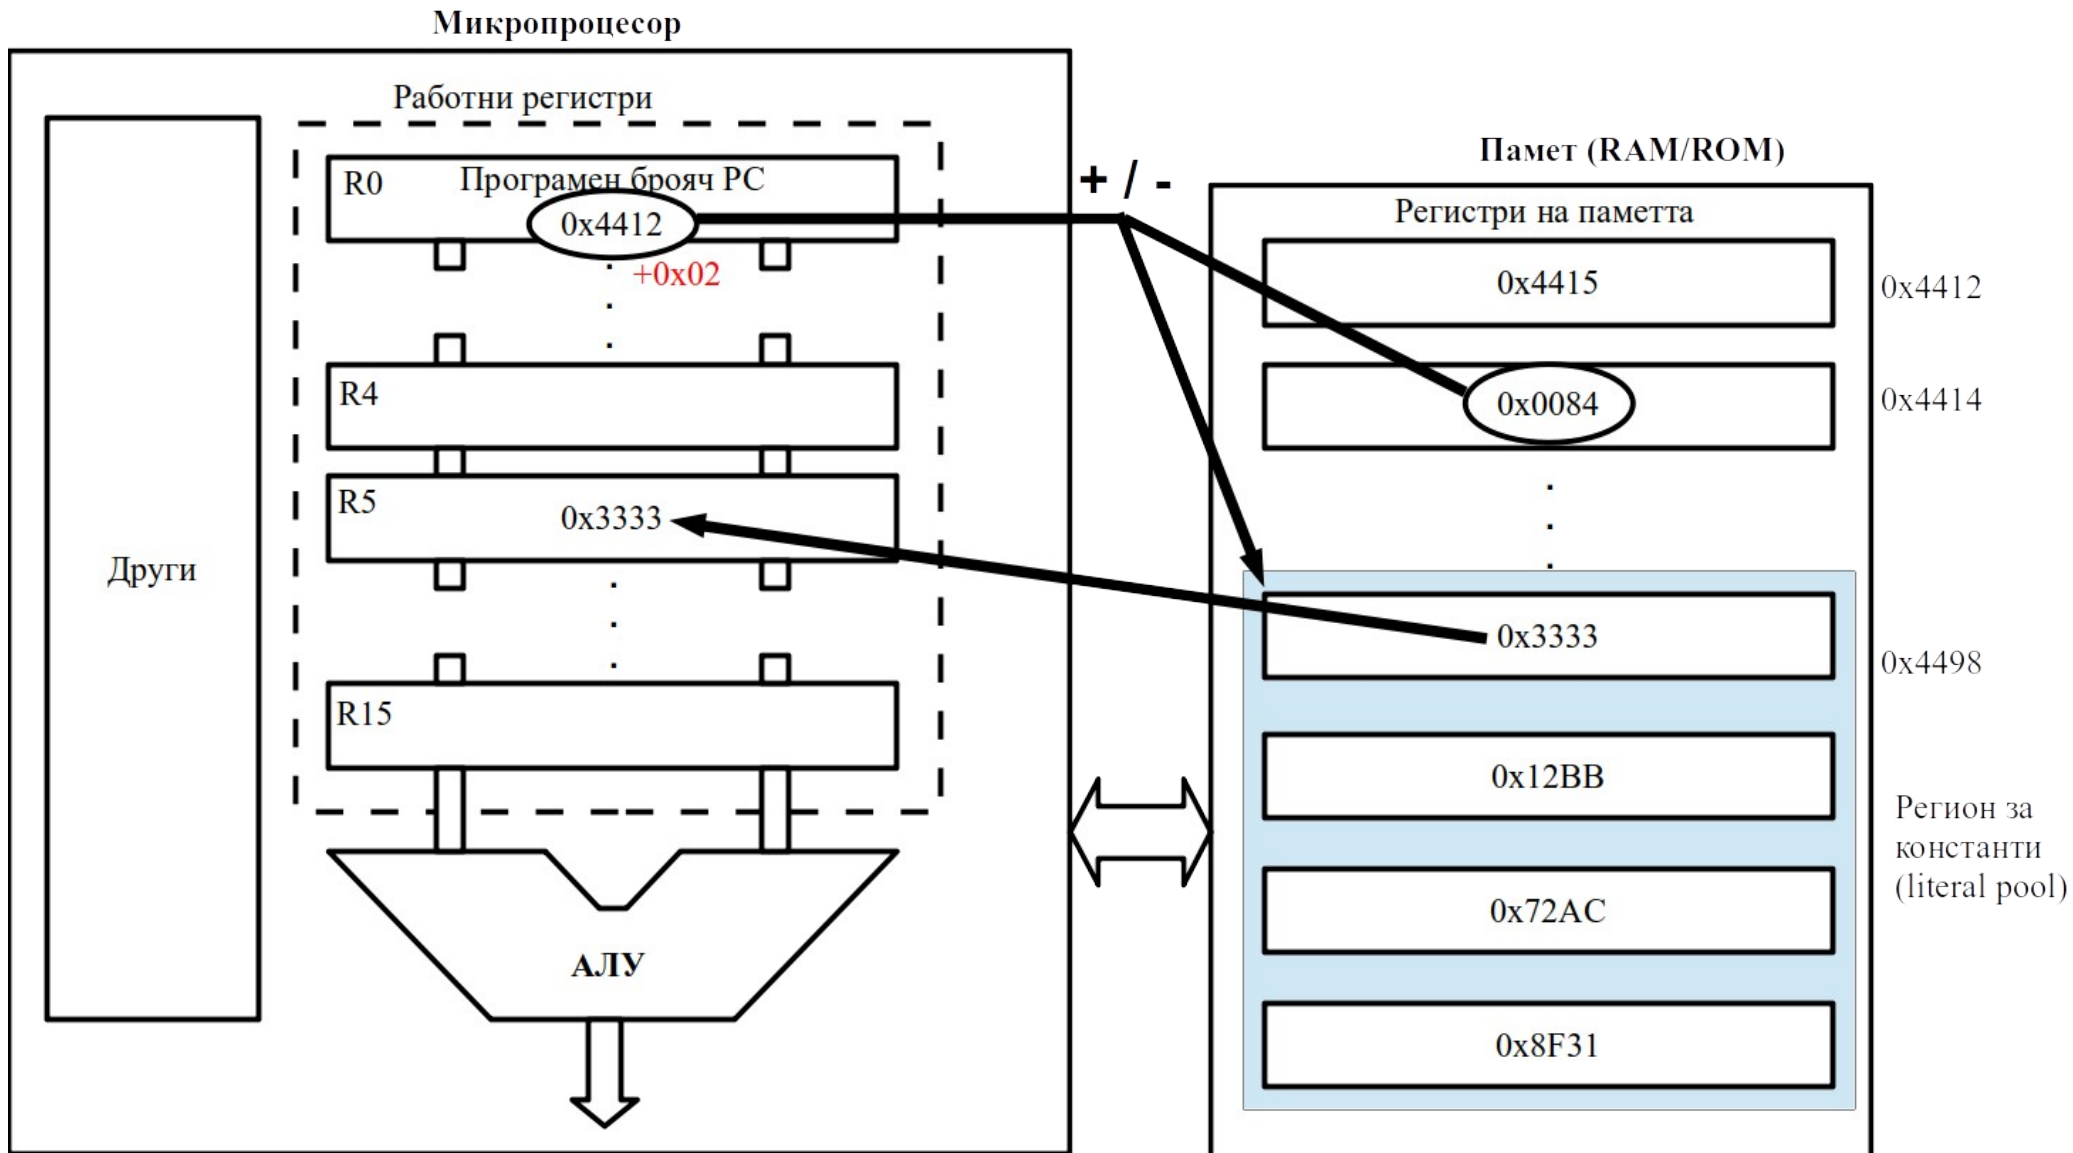 Микропроцесор
Работни регистри
R0
Програмен брояч PC
0x4412
+0x02
R4
R5
0x3333
R15
Други
АЛУ
+ / -
Памет (RAM/ROM)
Регистри на паметта
0x4415
0x4412
0x0084
0x4414
0x3333
0x4498
0x12BB
0x72AC
0x8F31
Регион за
константи
(literal pool)